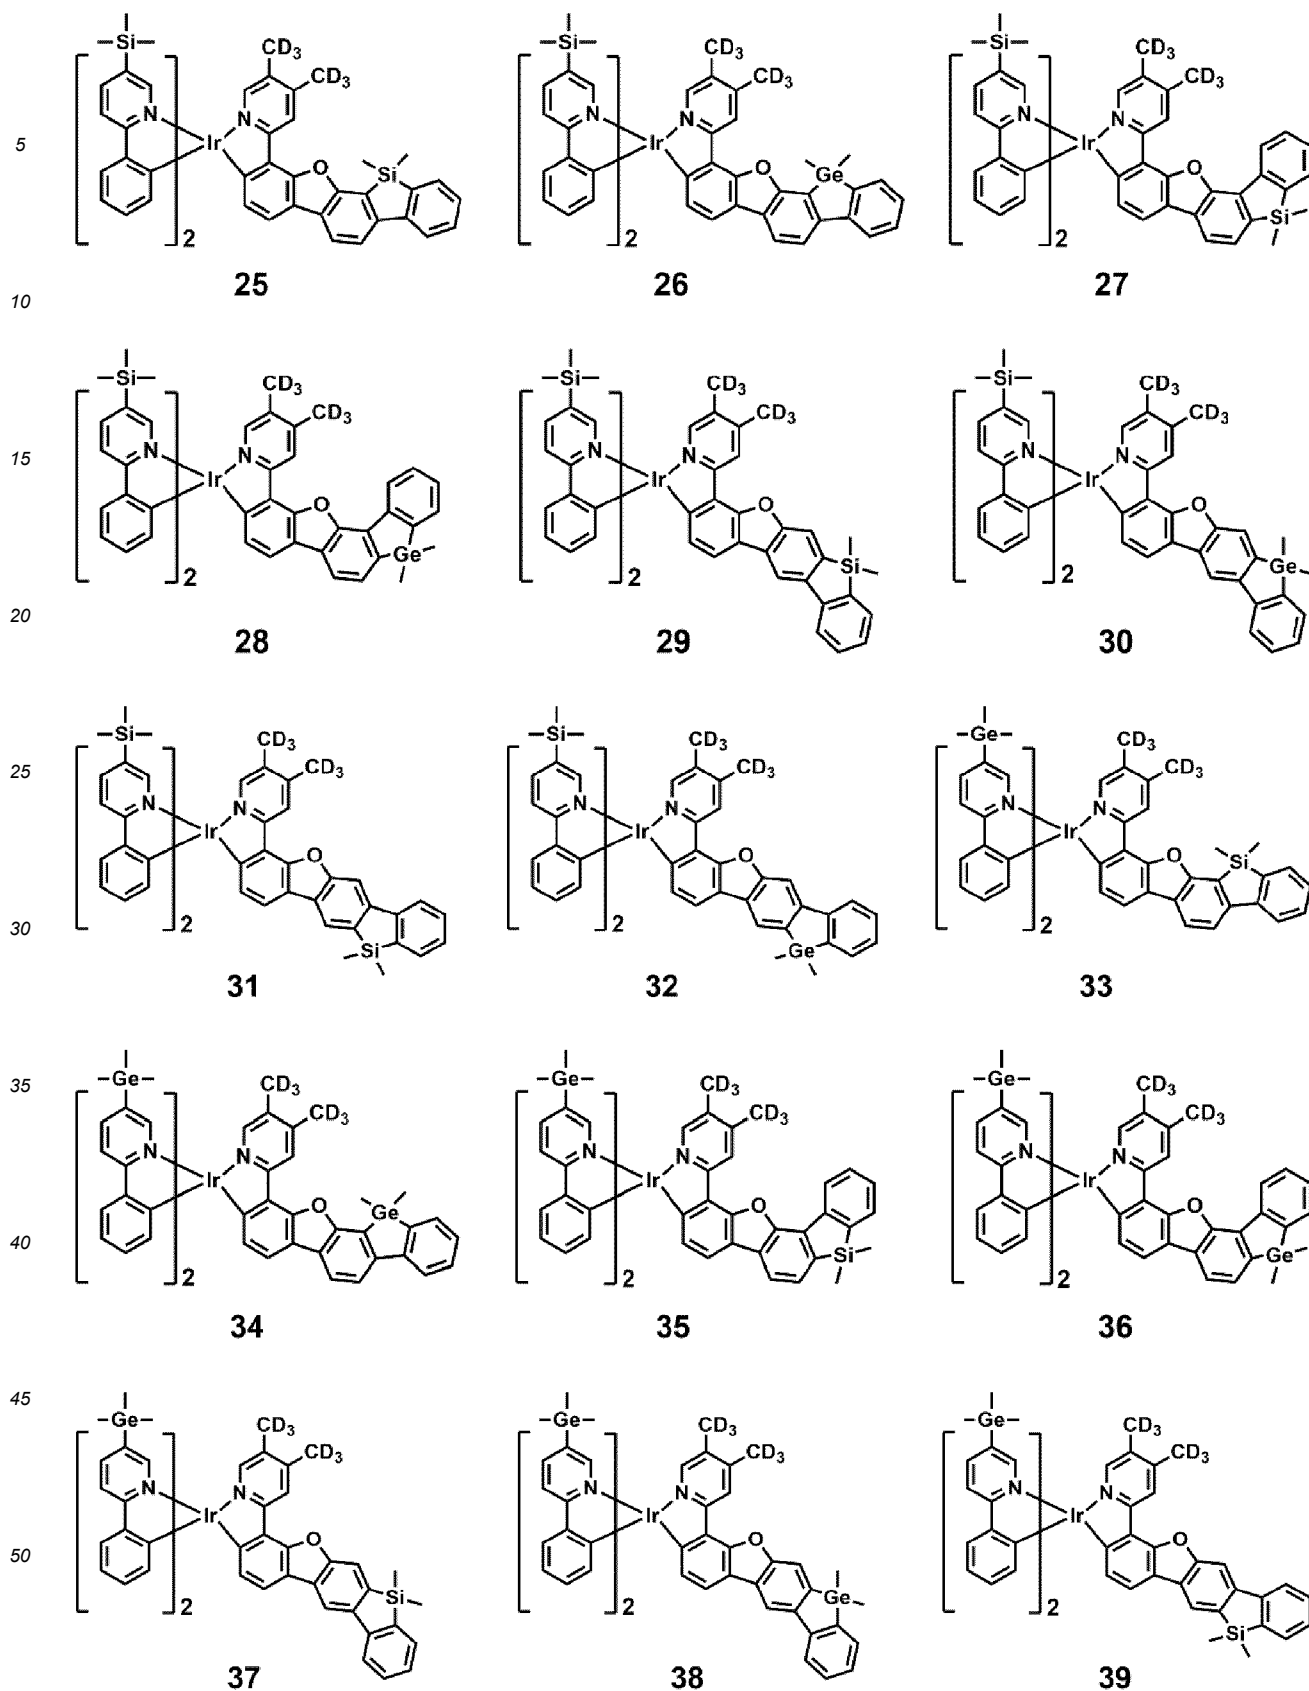 Si CD3 Si CD3 Si CD3
CD3 CD3 CD3
N N N N N N
5 Ir O Si Ir O Ge Ir O
Si
2 2 2
25 26 27
10
Si CD3 Si CD3 Si CD3
CD3 CD3 CD3
15 N N N N N N
Ir O Ir O Ir O
Ge Si Ge
2 2 2
20
28 29 30
Si CD3 Si CD3 Ge CD3
25 CD3 CD3 CD3
N N N N N N
Ir O Ir O Ir O Si
30 2 2 2
Si Ge
31 32 33
35 Ge CD3 Ge CD3 Ge CD3
CD3 CD3 CD3
N N N N N N
Ir O Ge Ir O Ir O
40 Si Ge
2 2 2
34 35 36
45 Ge CD3 Ge CD3 Ge CD3
CD3 CD3 CD3
N N N N N N
Ir O Ir O Ir O
50 Si Ge
2 2 2
Si
37 38 39